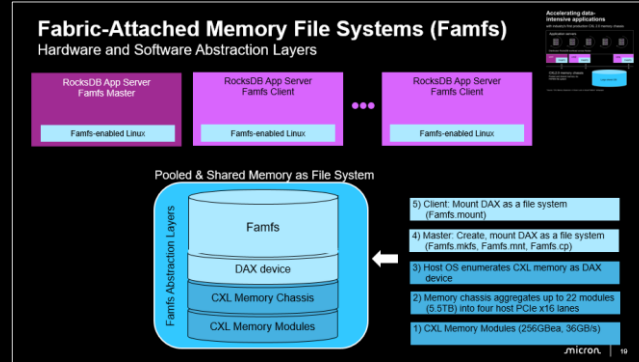 Fabric-Attached Memory File Systems (Famfs)
Hardware and Software Abstraction Layers
Accelerating data-
intensive applications
RocksDB App Server
Famfs Master
Famfs-enabled Linux
RocksDB App Server
Famfs Client
Famfs-enabled Linux
RocksDB App Server
Famfs Client
Famfs-enabled Linux
Pooled & Shared Memory as File System
Famfs Abstraction Layers
Famfs
DAX device
CXL Memory Chassis
CXL Memory Modules
5) Client: Mount DAX as a file system
(Famfs.mount)
4) Master: Create, mount DAX as a file system
(Famfs.mkfs, Famfs.mnt, Famfs.cp)
3) Host OS enumerates CXL memory as DAX
device
2) Memory chassis aggregates up to 22 modules
(5.5TB) into four host PCIe x16 lanes
1) CXL Memory Modules (256GBea, 36GB/s)
micron
19